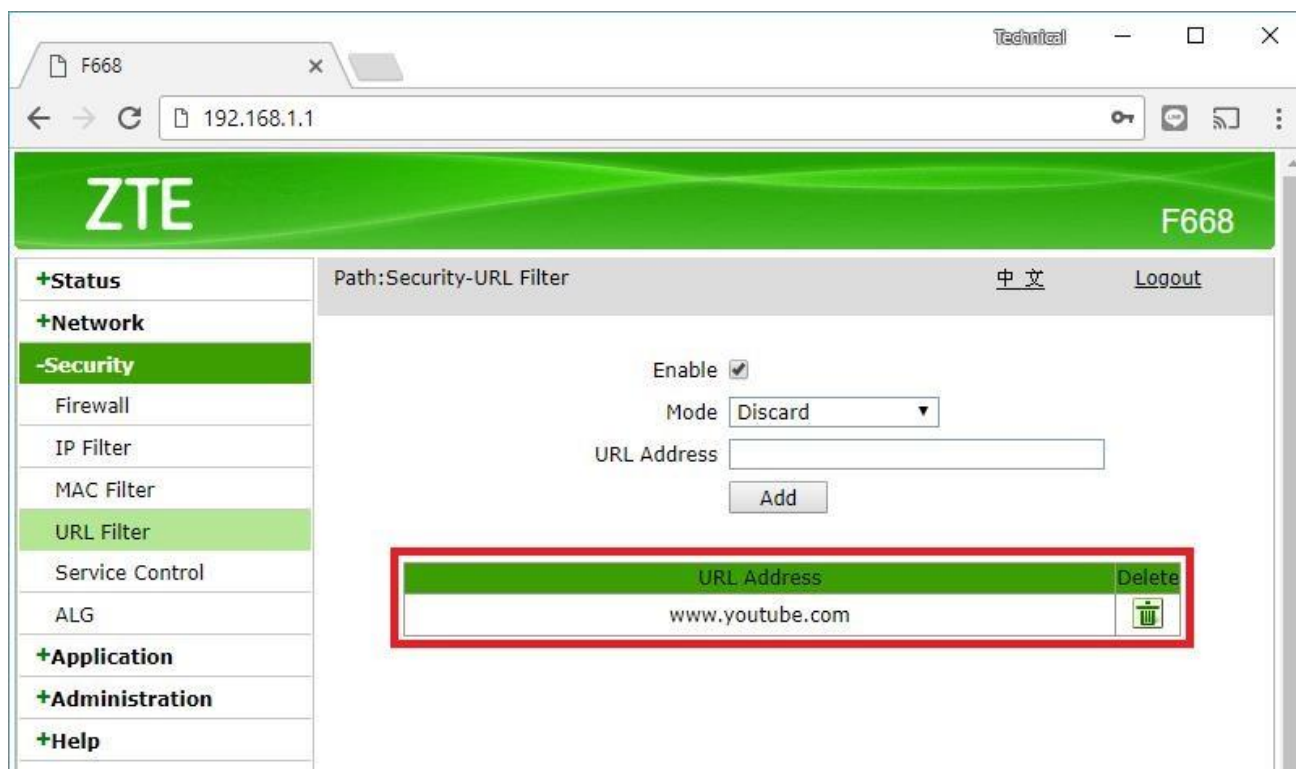 Technical
F668
192.168.1.1
ZTE
F668
+Status
Path:Security-URL Filter 中 文 Logout
+Network
-Security
Enable
Firewall
Mode Discard
IP Filter
URL Address
MAC Filter
Add
URL Filter
Service Control
URL Address Delete
ALG
www.youtube.com
+Application
+Administration
+Help